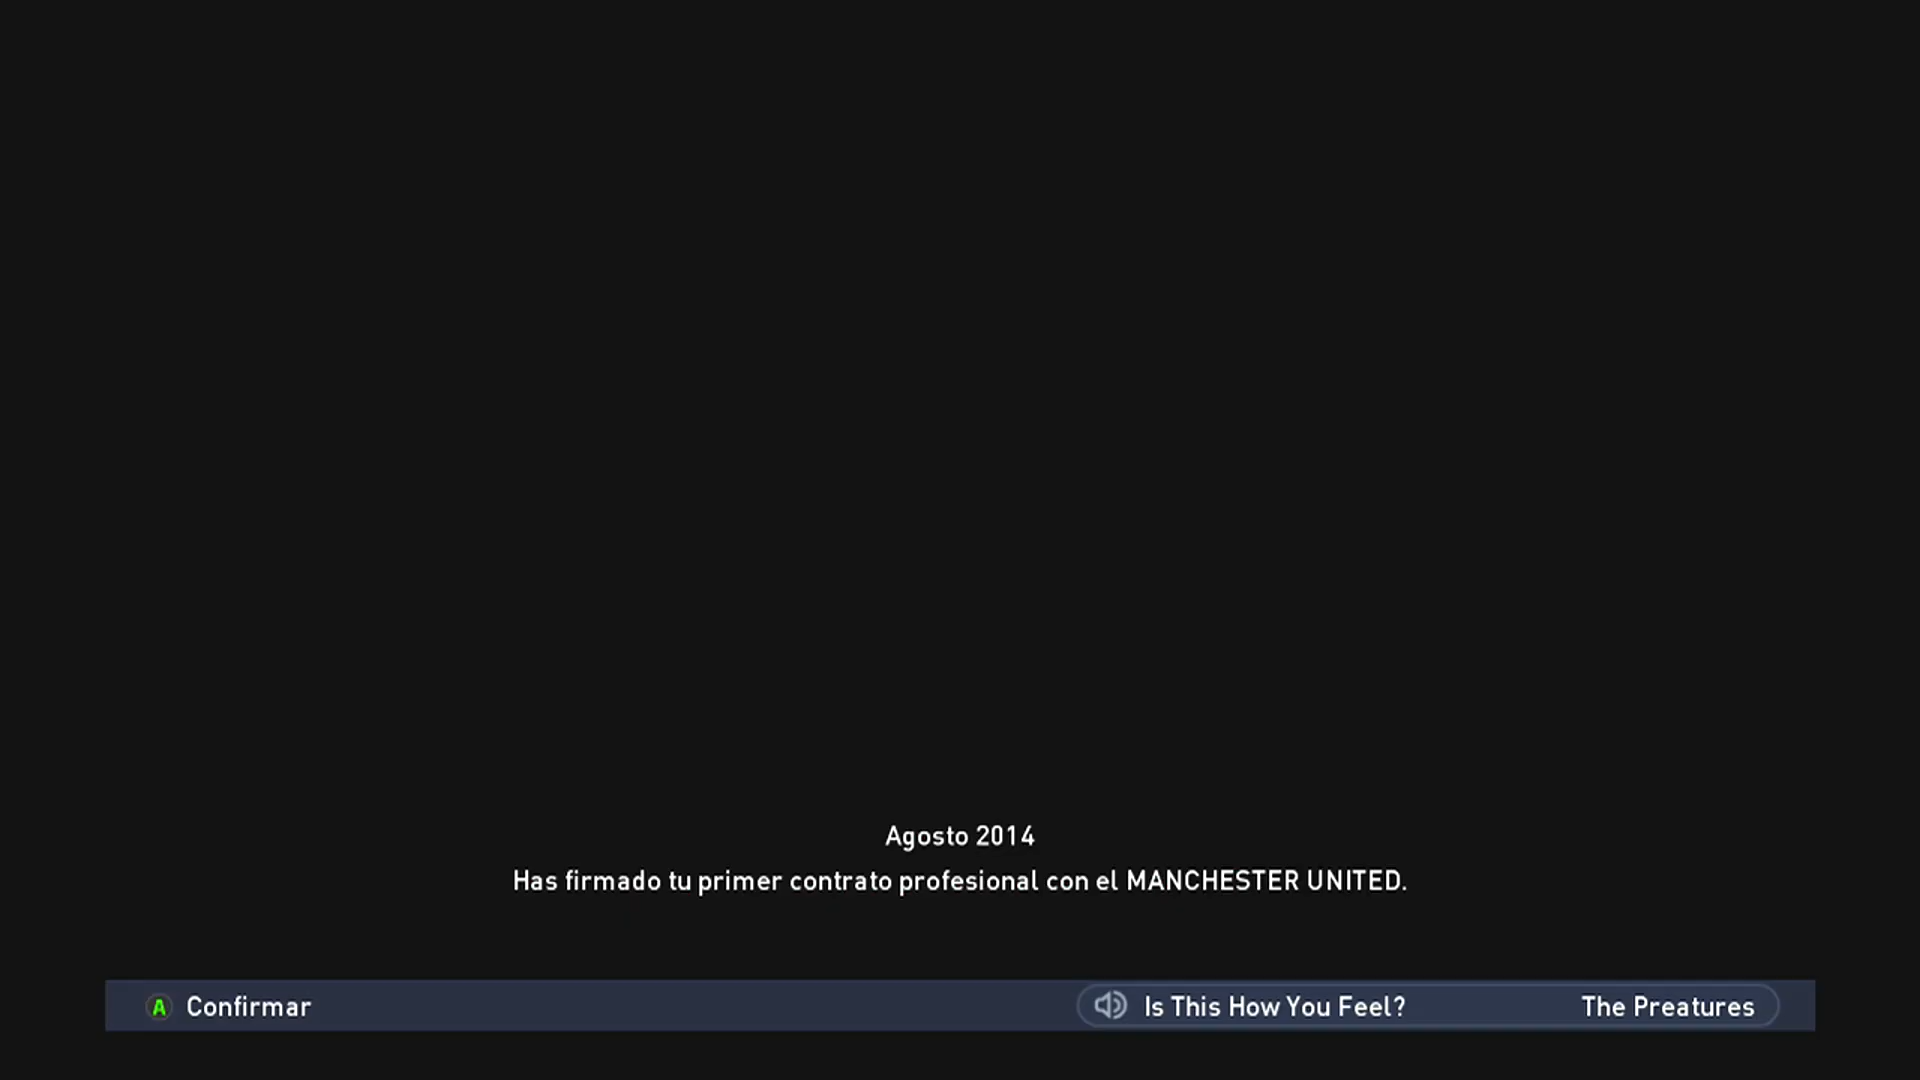 Agosto 2014
Has firmado tu primer contrato profesional con el MANCHESTER UNITED.
A Confirmar
Is This How You Feel? The Preatures